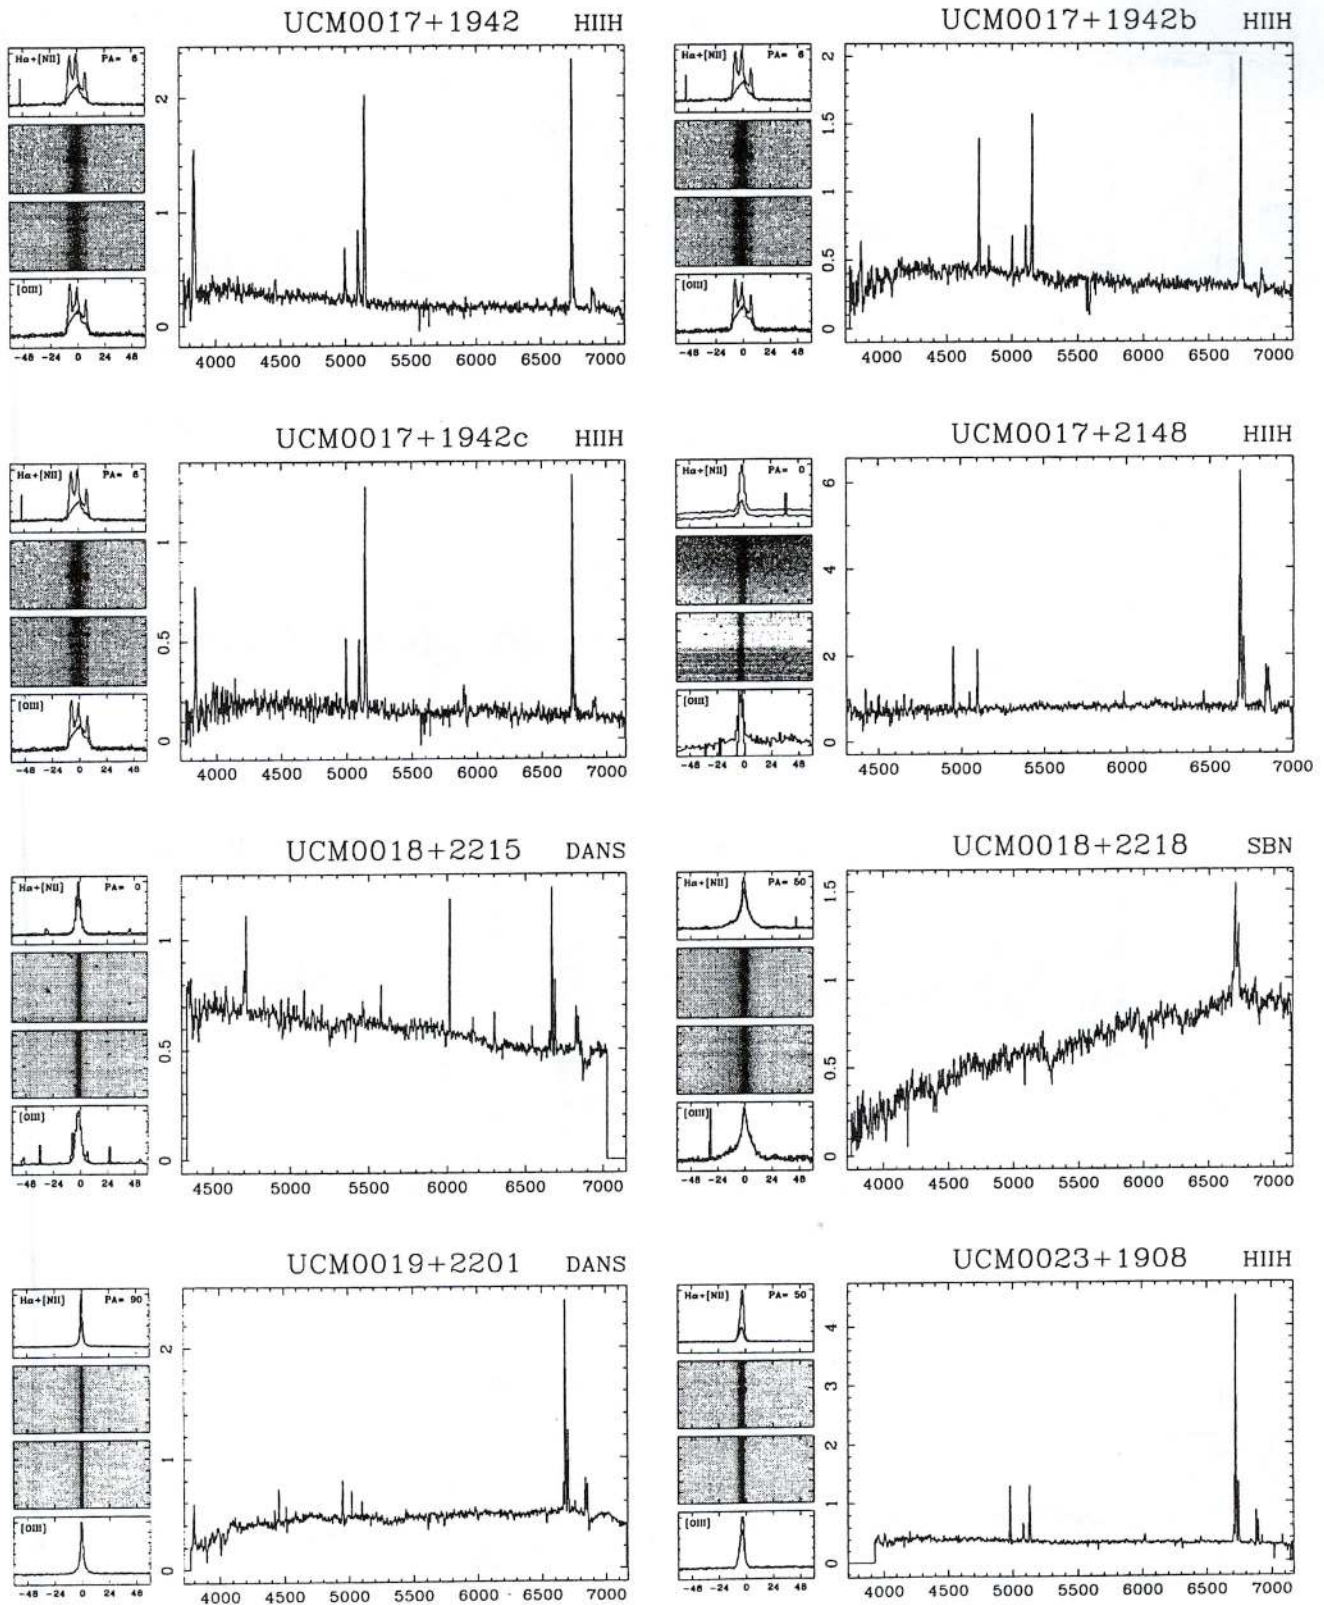 UCM0017+1942 HIIH
Hα+[NII] PA= 6
[OIII]
-48 -24 0 24 48
0 1 2
4000 4500 5000 5500 6000 6500 7000
UCM0017+1942b HIIH
Hα+[NII] PA= 6
[OIII]
-48 -24 0 24 48
0 0.5 1 1.5 2
4000 4500 5000 5500 6000 6500 7000
UCM0017+1942c HIIH
Hα+[NII] PA= 6
[OIII]
-48 -24 0 24 48
0 0.5 1
4000 4500 5000 5500 6000 6500 7000
UCM0017+2148 HIIH
Hα+[NII] PA= 0
[OIII]
-48 -24 0 24 48
0 2 4 6
4500 5000 5500 6000 6500 7000
UCM0018+2215 DANS
Hα+[NII] PA= 0
[OIII]
-48 -24 0 24 48
0 0.5 1
4500 5000 5500 6000 6500 7000
UCM0018+2218 SBN
Hα+[NII] PA= 50
[OIII]
-48 -24 0 24 48
0 0.5 1 1.5
4000 4500 5000 5500 6000 6500 7000
UCM0019+2201 DANS
Hα+[NII] PA= 90
[OIII]
-48 -24 0 24 48
0 1 2
4000 4500 5000 5500 6000 6500 7000
UCM0023+1908 HIIH
Hα+[NII] PA= 50
[OIII]
-48 -24 0 24 48
0 1 2 3 4
4000 4500 5000 5500 6000 6500 7000